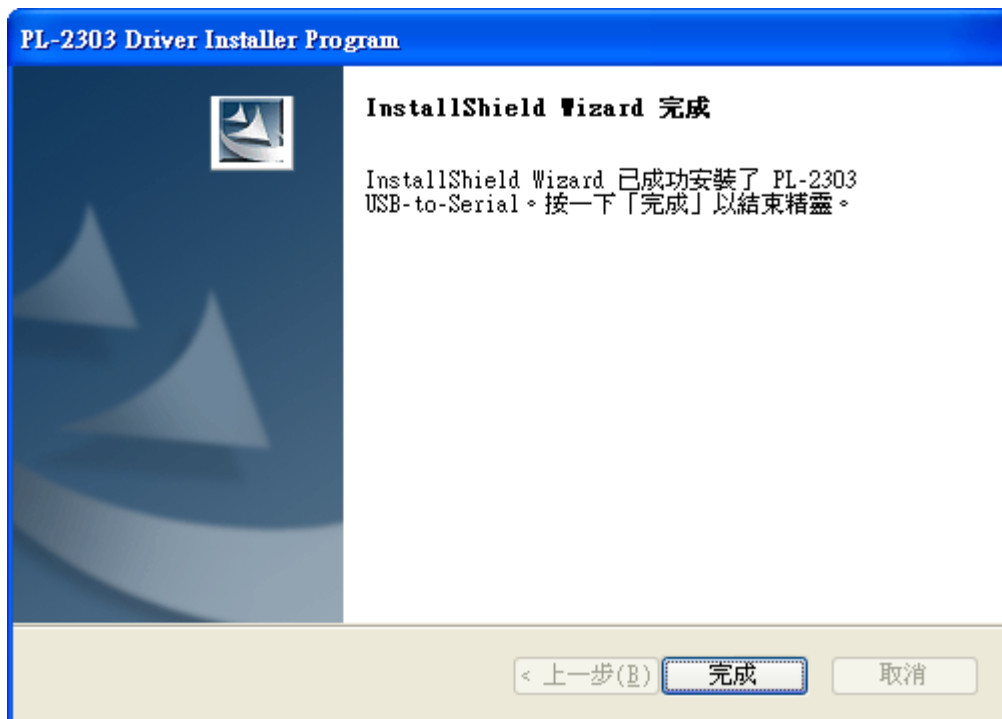 PL-2303 Driver Installer Program
InstallShield Wizard 完成
InstallShield Wizard 已成功安裝了 PL-2303
USB-to-Serial。按一下「完成」以結束精靈。
< 上一步(B)
完成
取消